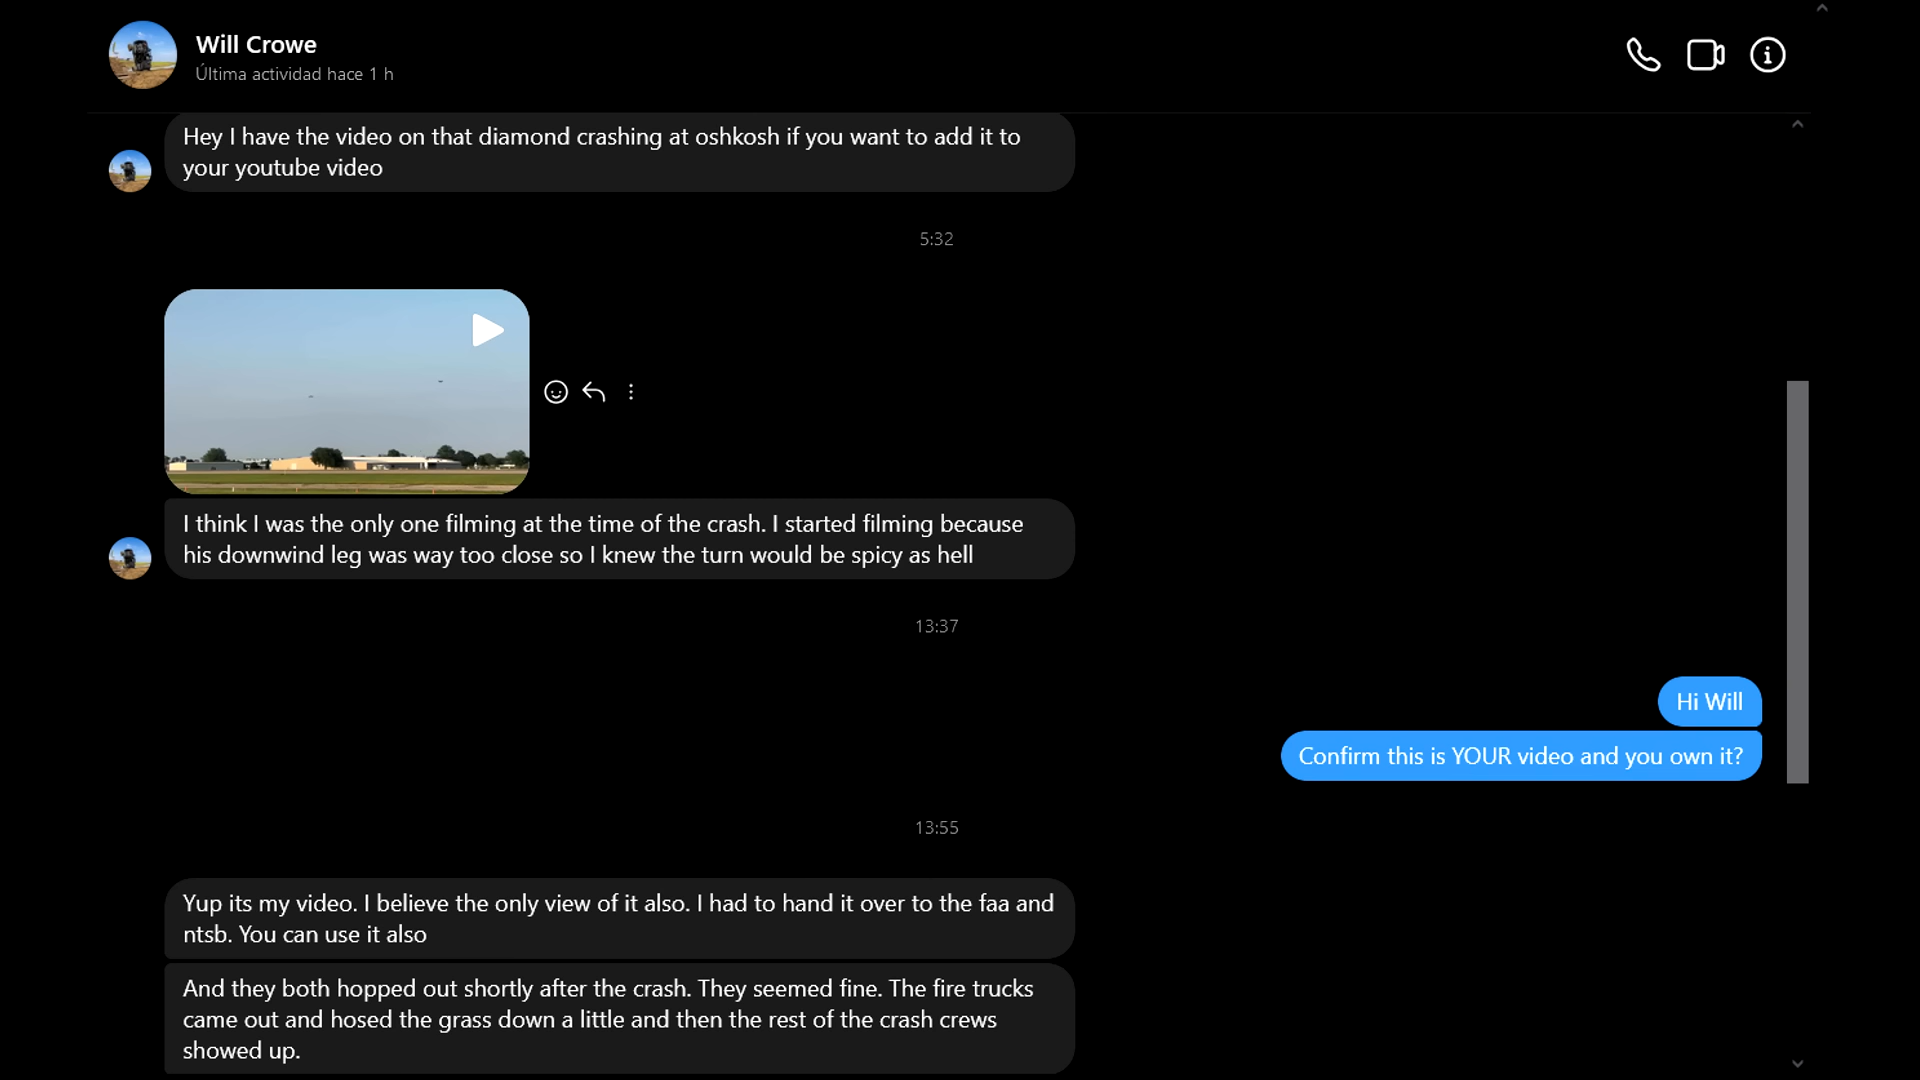 Will Crowe
Última actividad hace 1 h
Hey I have the video on that diamond crashing at oshkosh if you want to add it to
your youtube video
5:32
I think I was the only one filming at the time of the crash. I started filming because
his downwind leg was way too close so I knew the turn would be spicy as hell
13:37
Hi Will
Confirm this is YOUR video and you own it?
13:55
Yup its my video. I believe the only view of it also. I had to hand it over to the faa and
ntsb. You can use it also
And they both hopped out shortly after the crash. They seemed fine. The fire trucks
came out and hosed the grass down a little and then the rest of the crash crews
showed up.